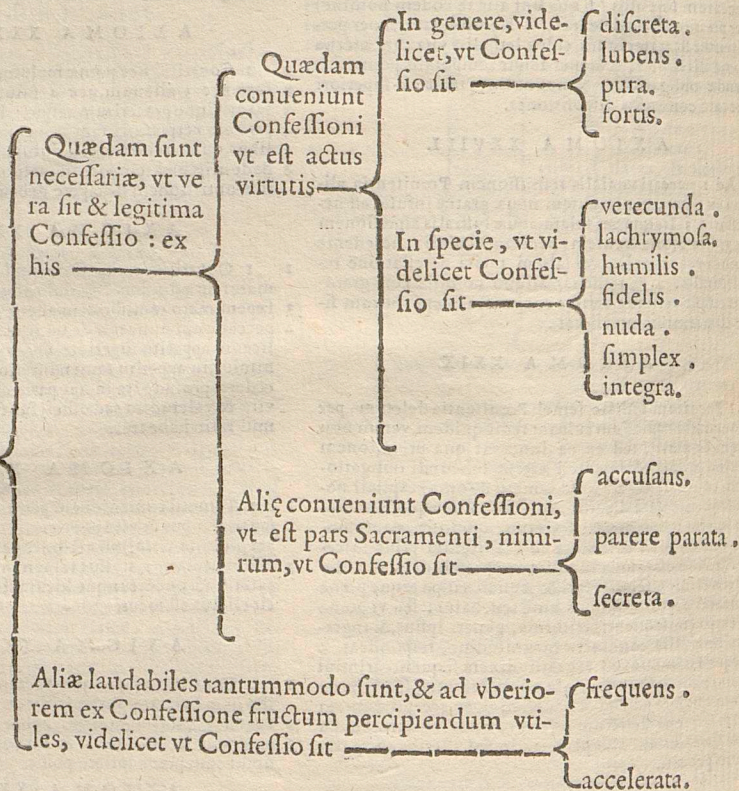 Quædam ſunt
neceſſariæ, vt ve
ra ſit & legitima
Confeſſio : ex
his
Quædam
conueniunt
Confeſſioni
vt eſt actus
virtutis
In genere, vide-
licet, vt Confeſ-
ſio ſit
diſcreta.
lubens.
pura.
fortis.
In ſpecie, vt vi-
delicet Confeſ-
ſio ſit
verecunda.
lachrymoſa.
humilis.
fidelis.
nuda.
ſimplex.
integra.
Alię conueniunt Confeſſioni,
vt eſt pars Sacramenti, nimi-
rum, vt Confeſſio ſit
accuſans.
parere parata.
ſecreta.
Aliæ laudabiles tantummodo ſunt, & ad vberio-
rem ex Confeſſione fructum percipiendum vti-
les, videlicet vt Confeſſio ſit
frequens.
accelerata.